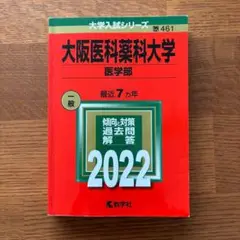 大学入試シリーズ
461
大阪医科薬科大学
医学部
一般
最近7カ年
傾向と対策
過去問
解答
2022
教学社